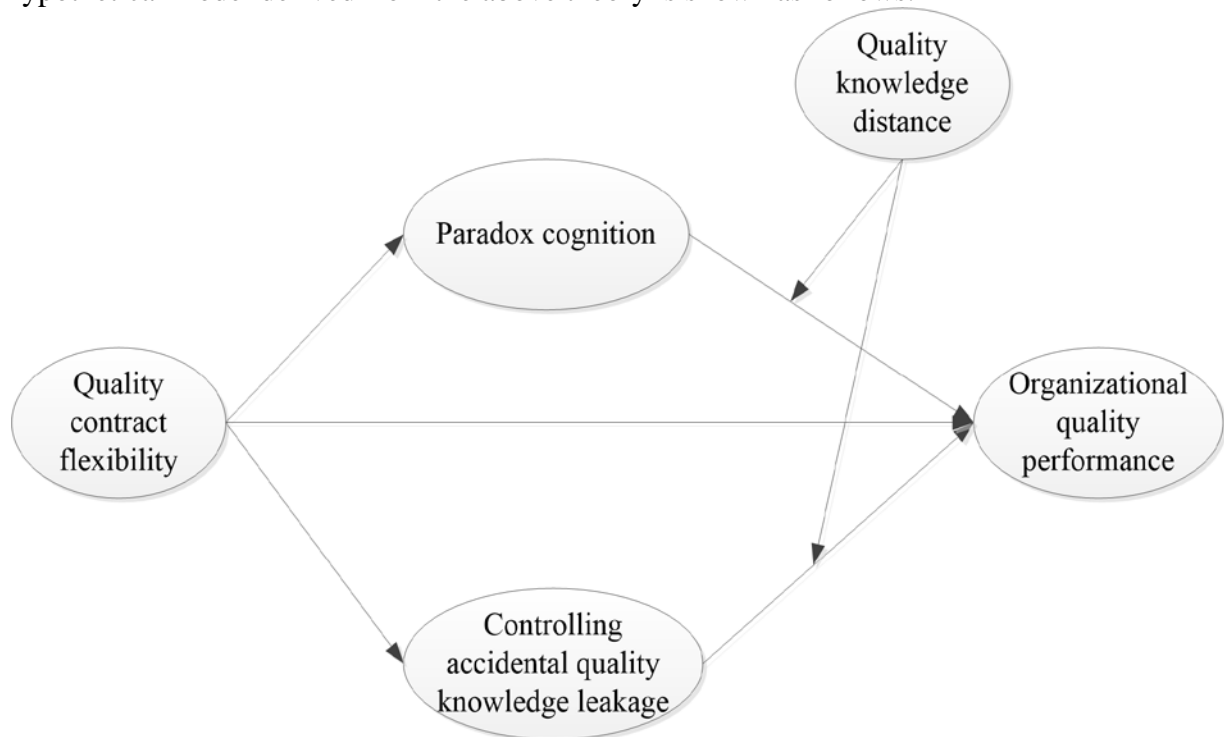 Quality
knowledge
distance
Paradox cognition
Quality
contract
flexibility
Organizational
quality
performance
Controlling
accidental quality
knowledge leakage